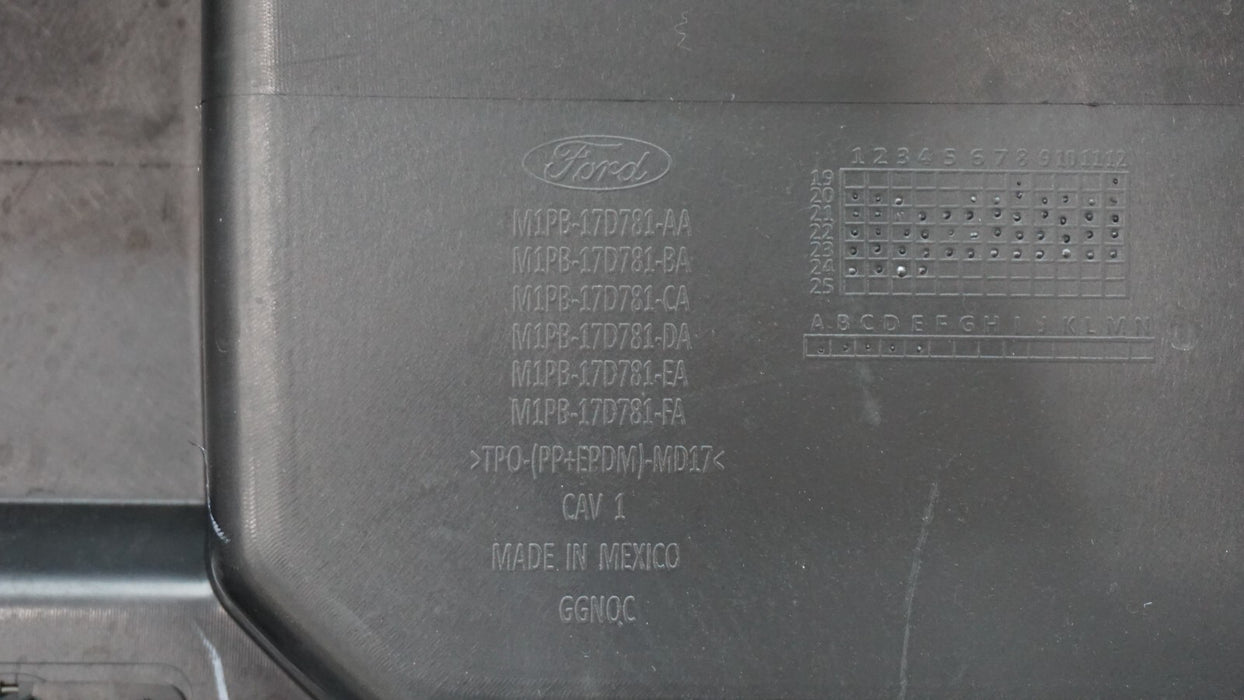 Ford
M1PB-17D781-AA
M1PB-17D781-BA
M1PB-17D781-CA
M1PB-17D781-DA
M1PB-17D781-EA
M1PB-17D781-FA
>TPO-(PP+EPDM)-MD17<
CAV 1
MADE IN MEXICO
GGNQC
1 2 3 4 5 6 7 8 9 10 11 12
19
20
21
22
23
24
25
A B C D E F G H I J K L M N